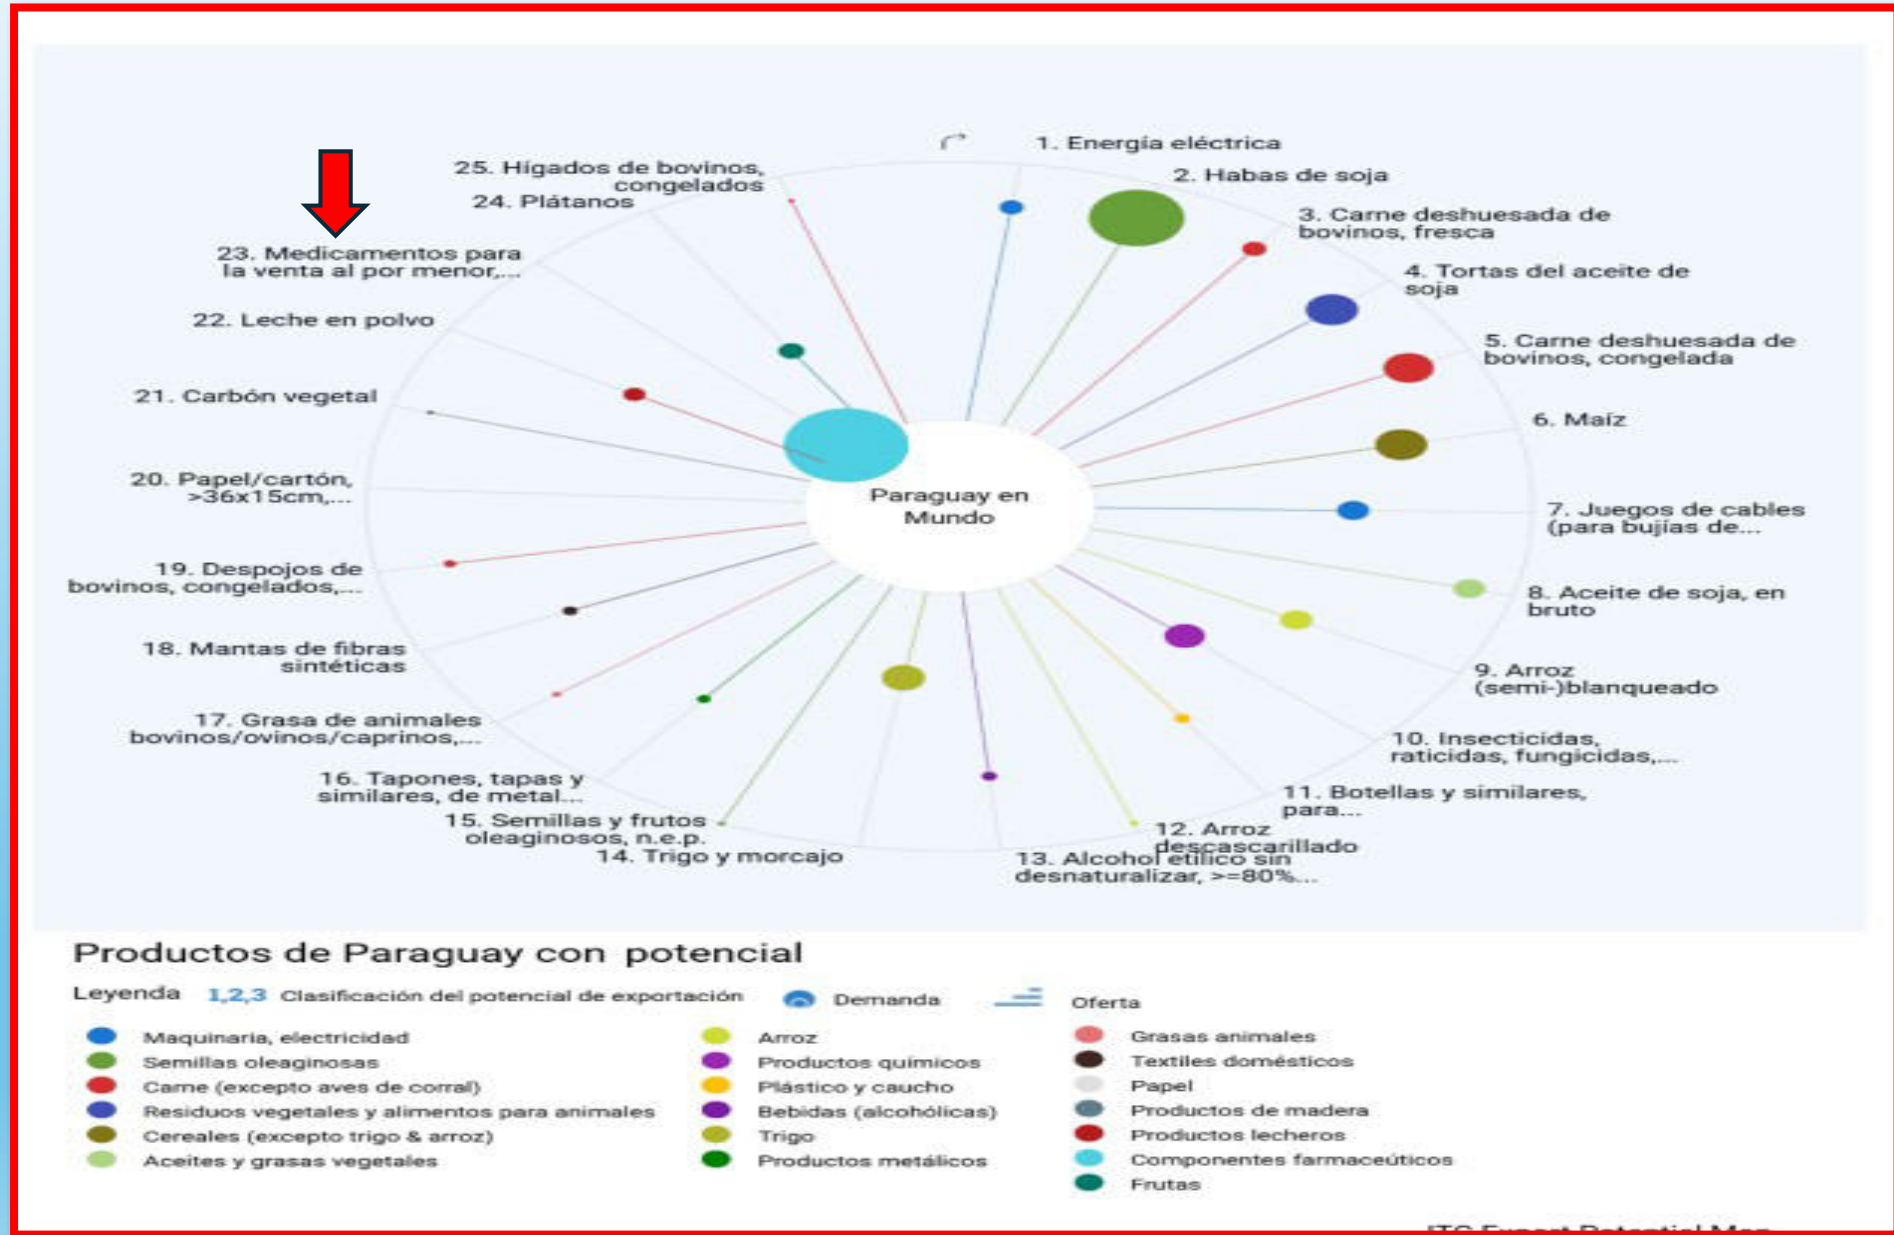 1. Energía eléctrica
2. Habas de soja
3. Carne deshuesada de
bovinos, fresca
4. Tortas del aceite de
soja
5. Carne deshuesada de
bovinos, congelada
6. Maíz
7. Juegos de cables
(para bujías de...
8. Aceite de soja, en
bruto
9. Arroz
(semi-)blanqueado
10. Insecticidas,
raticidas, fungicidas,...
11. Botellas y similares,
para...
12. Arroz
descascarillado
13. Alcohol etílico sin
desnaturalizar, >=80%...
14. Trigo y morcajo
15. Semillas y frutos
oleaginosos, n.e.p.
16. Tapones, tapas y
similares, de metal...
17. Grasa de animales
bovinos/ovinos/caprinos,...
18. Mantas de fibras
sintéticas
19. Despojos de
bovinos, congelados,...
20. Papel/cartón,
>36x15cm,...
21. Carbón vegetal
22. Leche en polvo
23. Medicamentos para
la venta al por menor,...
24. Plátanos
25. Hígados de bovinos,
congelados
Paraguay en
Mundo
Productos de Paraguay con potencial
Leyenda 1,2,3 Clasificación del potencial de exportación Demanda Oferta
Maquinaria, electricidad
Semillas oleaginosas
Carne (excepto aves de corral)
Residuos vegetales y alimentos para animales
Cereales (excepto trigo & arroz)
Aceites y grasas vegetales
Arroz
Productos químicos
Plástico y caucho
Bebidas (alcohólicas)
Trigo
Productos metálicos
Grasas animales
Textiles domésticos
Papel
Productos de madera
Productos lecheros
Componentes farmaceúticos
Frutas
ITC Export Potential Map